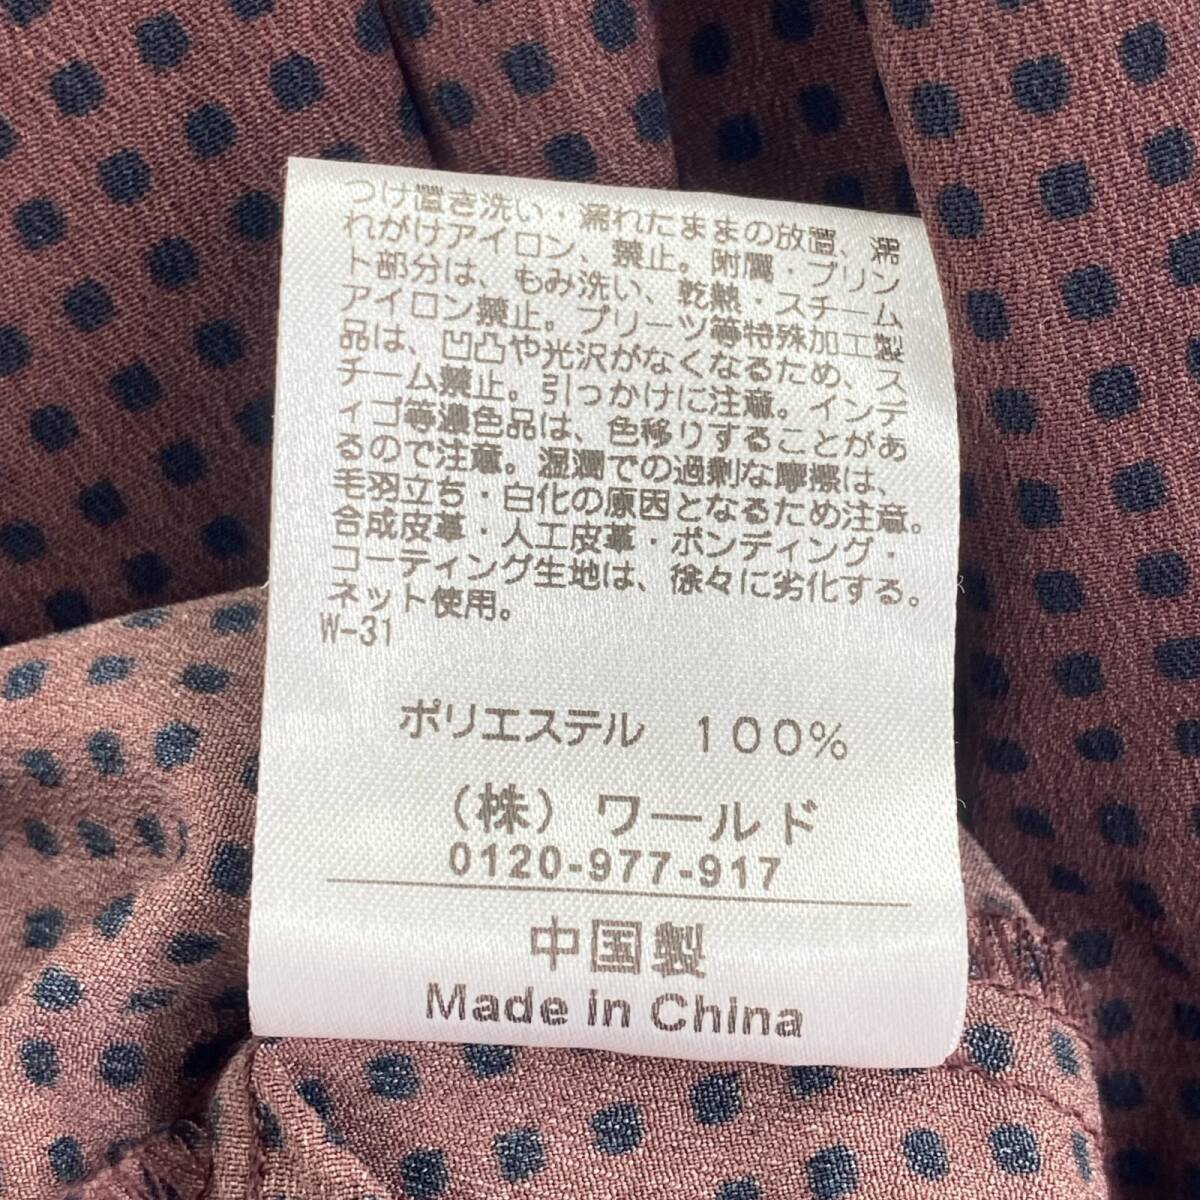 つけ置き洗い・濡れたままの放置、濡
れがけアイロン、禁止。附属・プリン
ト部分は、もみ洗い、乾熱・スチーム
アイロン禁止。プリーツ等特殊加工製
品は、凹凸や光沢がなくなるため、ス
チーム禁止。引っかけに注意。インデ
ィゴ等濃色品は、色移りすることがあ
るので注意。湿潤での過剰な摩擦は、
毛羽立ち・白化の原因となるため注意。
合成皮革・人工皮革・ボンディング・
コーティング生地は、徐々に劣化する。
ネット使用。
W-31
ポリエステル 100%
（株）ワールド
0120-977-917
中国製
Made in China